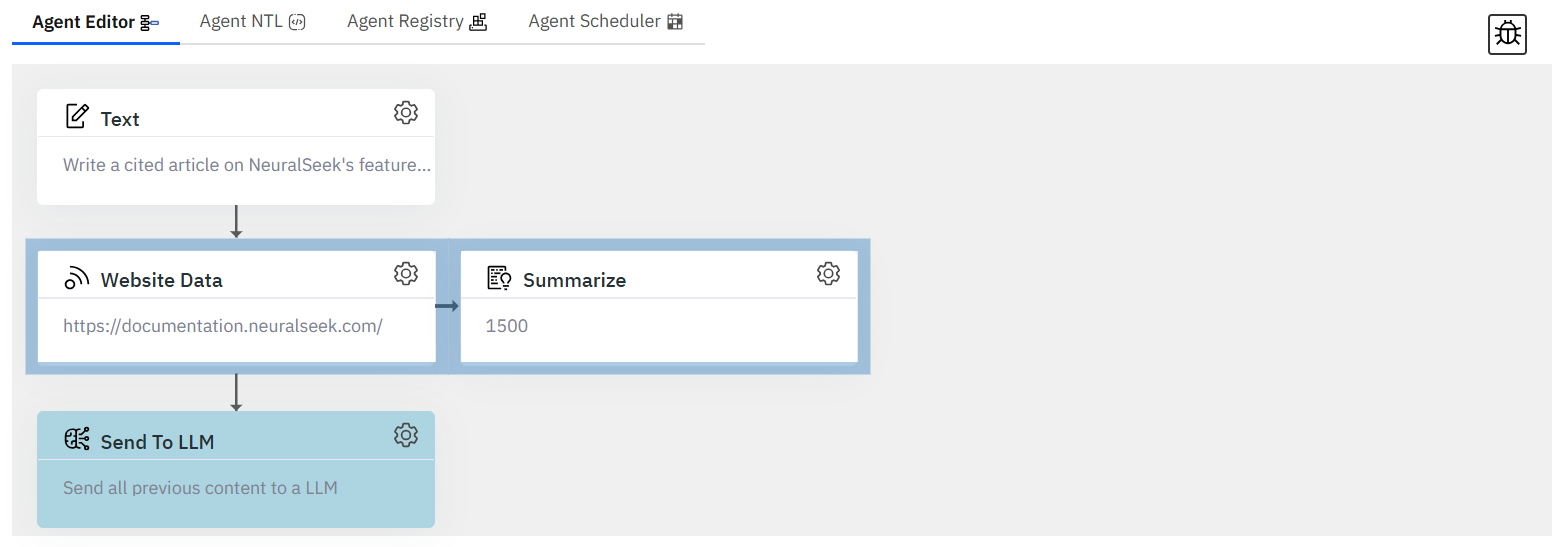 Agent Editor
Agent NTL
Agent Registry
Agent Scheduler
Text
Write a cited article on NeuralSeek's feature...
Website Data
https://documentation.neuralseek.com/
Summarize
1500
Send To LLM
Send all previous content to a LLM